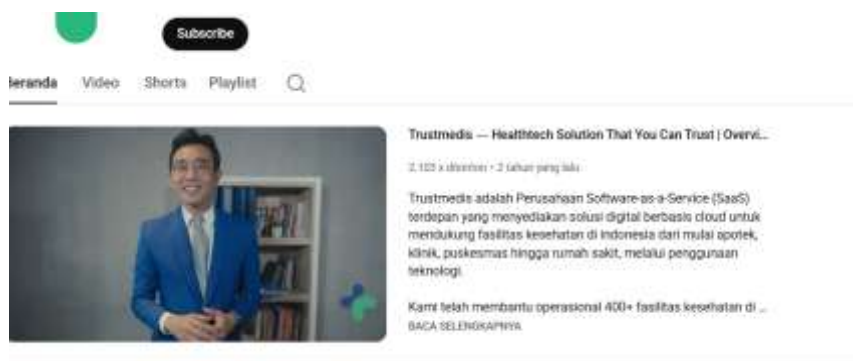 Subscribe
Beranda Video Shorts Playlist
Trustmedis — Healthtech Solution That You Can Trust | Overvi...
2.103 x ditonton • 2 tahun yang lalu
Trustmedis adalah Perusahaan Software-as-a-Service (SaaS)
terdepan yang menyediakan solusi digital berbasis cloud untuk
mendukung fasilitas kesehatan di Indonesia dari mulai apotek,
klinik, puskesmas hingga rumah sakit, melalui penggunaan
teknologi.
Kami telah membantu operasional 400+ fasilitas kesehatan di ...
BACA SELENGKAPNYA